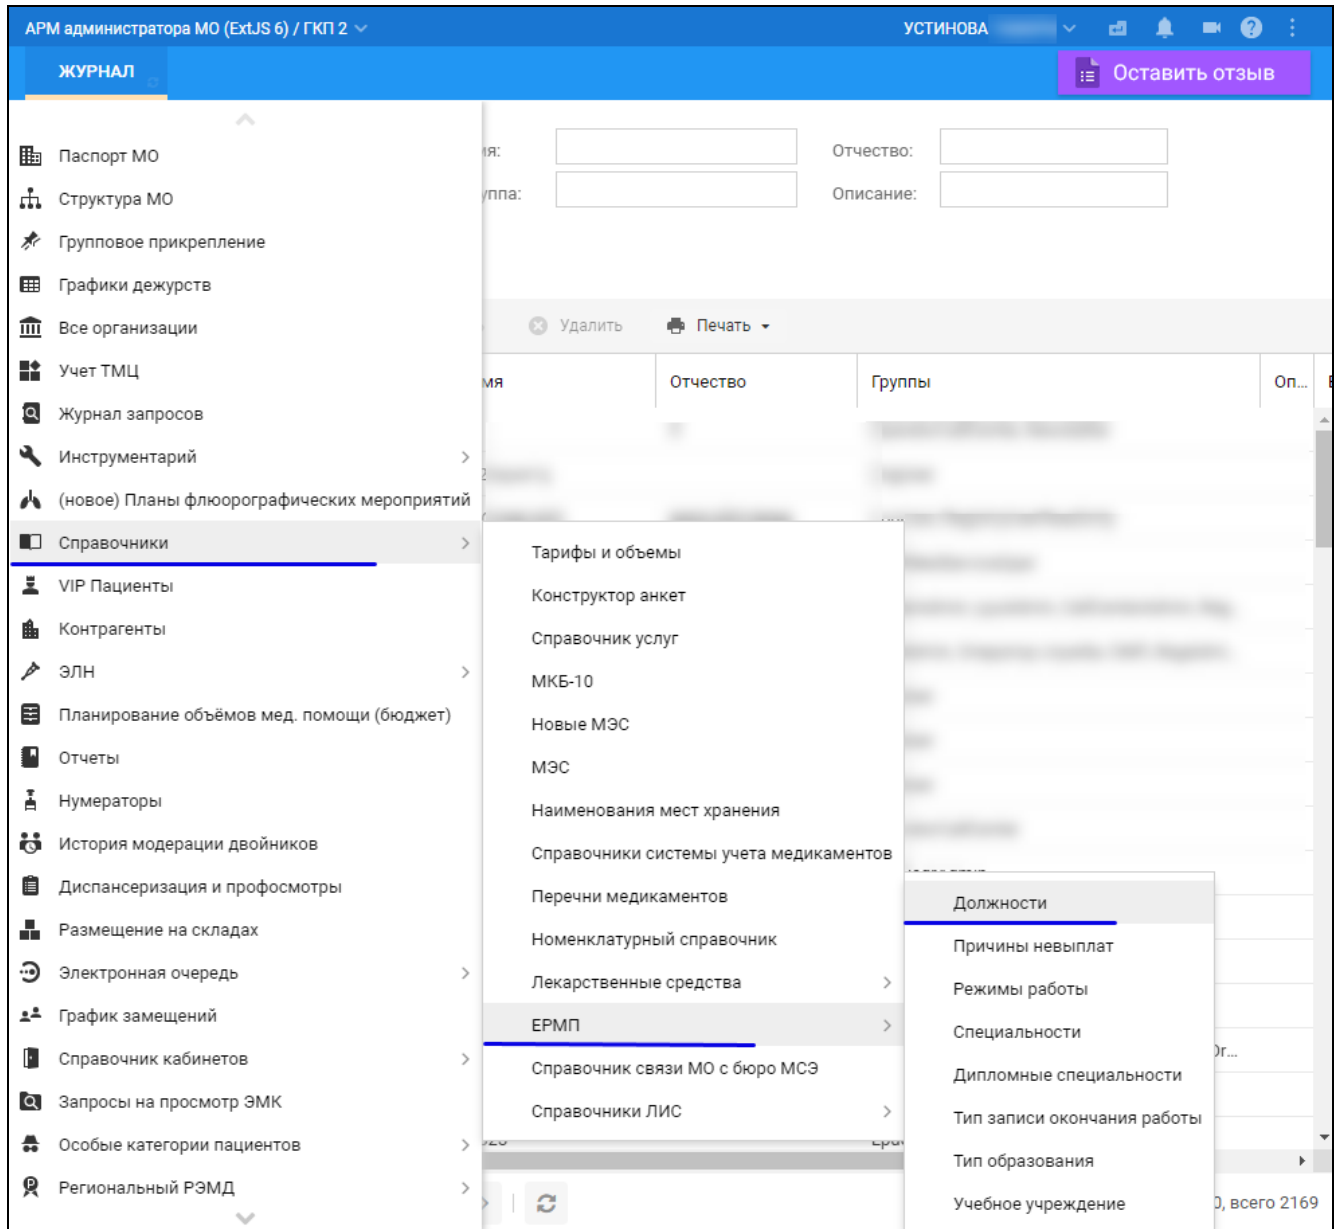 АРМ администратора МО (ExtJS 6) / ГКП 2
УСТИНОВА
ЖУРНАЛ
Оставить отзыв
Паспорт МО
Структура МО
Групповое прикрепление
Графики дежурств
Все организации
Учет ТМЦ
Журнал запросов
Инструментарий
(новое) Планы флюорографических мероприятий
Справочники
VIP Пациенты
Контрагенты
ЭЛН
Планирование объёмов мед. помощи (бюджет)
Отчеты
Нумераторы
История модерации двойников
Диспансеризация и профосмотры
Размещение на складах
Электронная очередь
График замещений
Справочник кабинетов
Запросы на просмотр ЭМК
Особые категории пациентов
Региональный РЭМД
ия:
Отчество:
уппа:
Описание:
Удалить
Печать
мя
Отчество
Группы
Оп...
Тарифы и объемы
Конструктор анкет
Справочник услуг
МКБ-10
Новые МЭС
МЭС
Наименования мест хранения
Справочники системы учета медикаментов
Перечни медикаментов
Номенклатурный справочник
Лекарственные средства
ЕРМП
Справочник связи МО с бюро МСЭ
Справочники ЛИС
Должности
Причины невыплат
Режимы работы
Специальности
Дипломные специальности
Тип записи окончания работы
Тип образования
Учебное учреждение
0, всего 2169